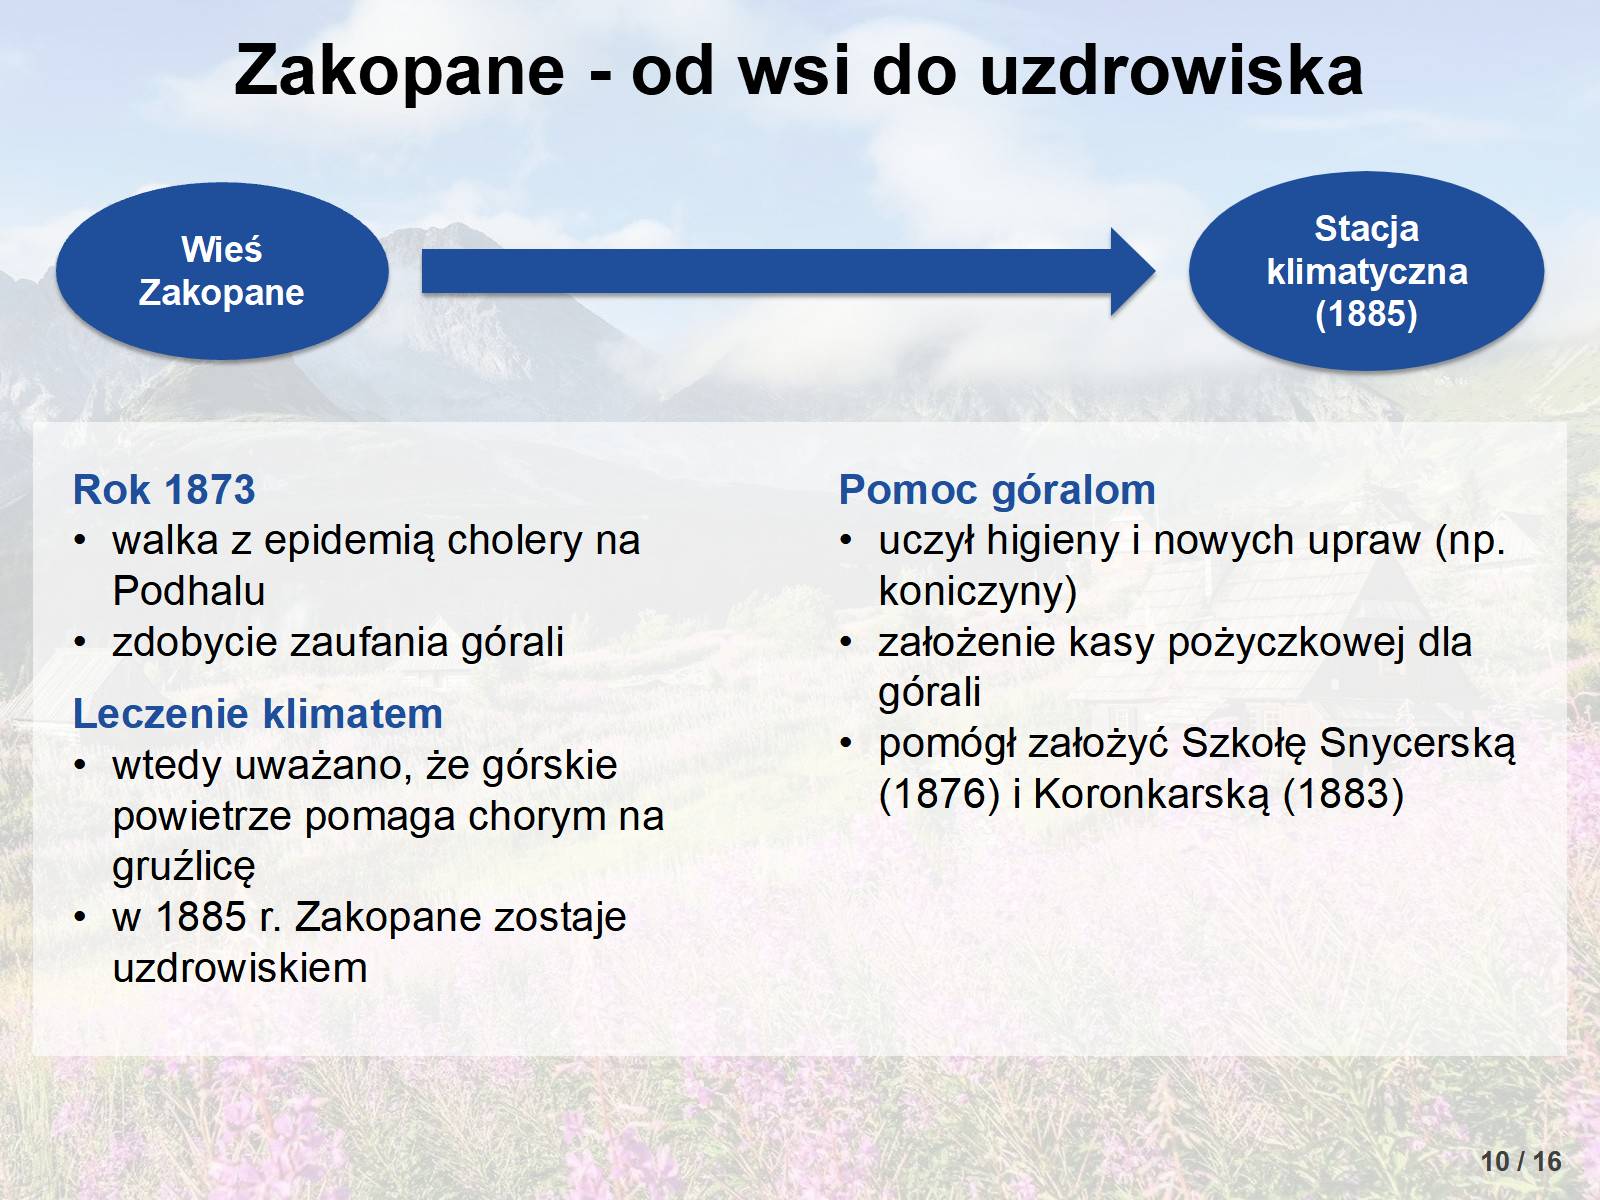 Zakopane - od wsi do uzdrowiska
Wieś
Zakopane
Stacja
klimatyczna
(1885)
Rok 1873
• walka z epidemią cholery na
Podhalu
• zdobycie zaufania górali
Leczenie klimatem
• wtedy uważano, że górskie
powietrze pomaga chorym na
gruźlicę
• w 1885 r. Zakopane zostaje
uzdrowiskiem
Pomoc góralom
• uczył higieny i nowych upraw (np.
koniczyny)
• założenie kasy pożyczkowej dla
górali
• pomógł założyć Szkołę Snycerską
(1876) i Koronkarską (1883)
10 / 16